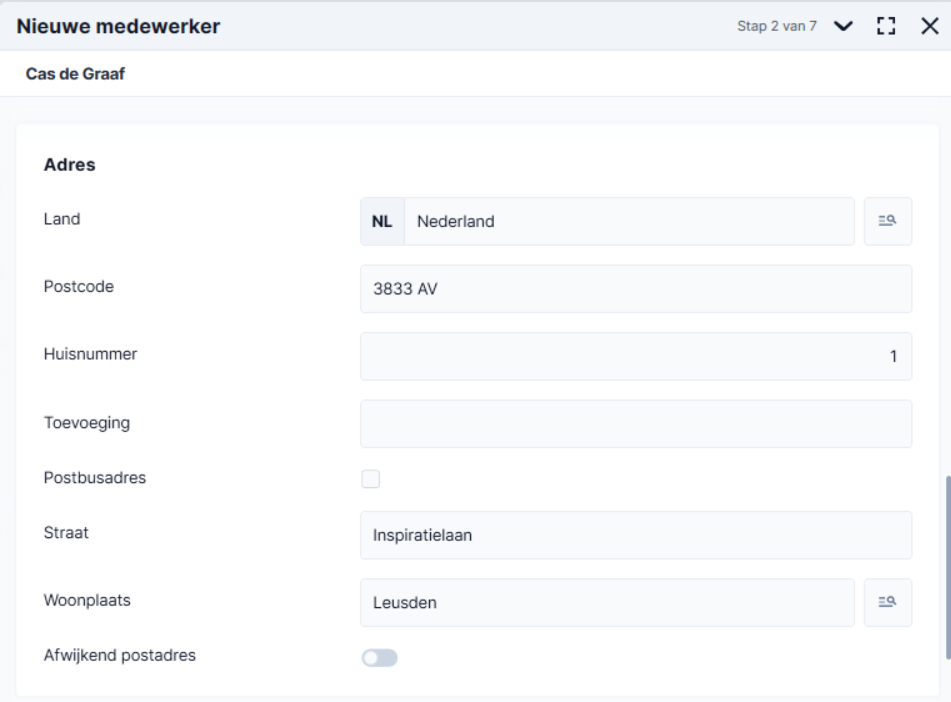 Nieuwe medewerker Stap 2 van 7
Cas de Graaf
Adres
Land NL Nederland
Postcode 3833 AV
Huisnummer 1
Toevoeging
Postbusadres
Straat Inspiratielaan
Woonplaats Leusden
Afwijkend postadres